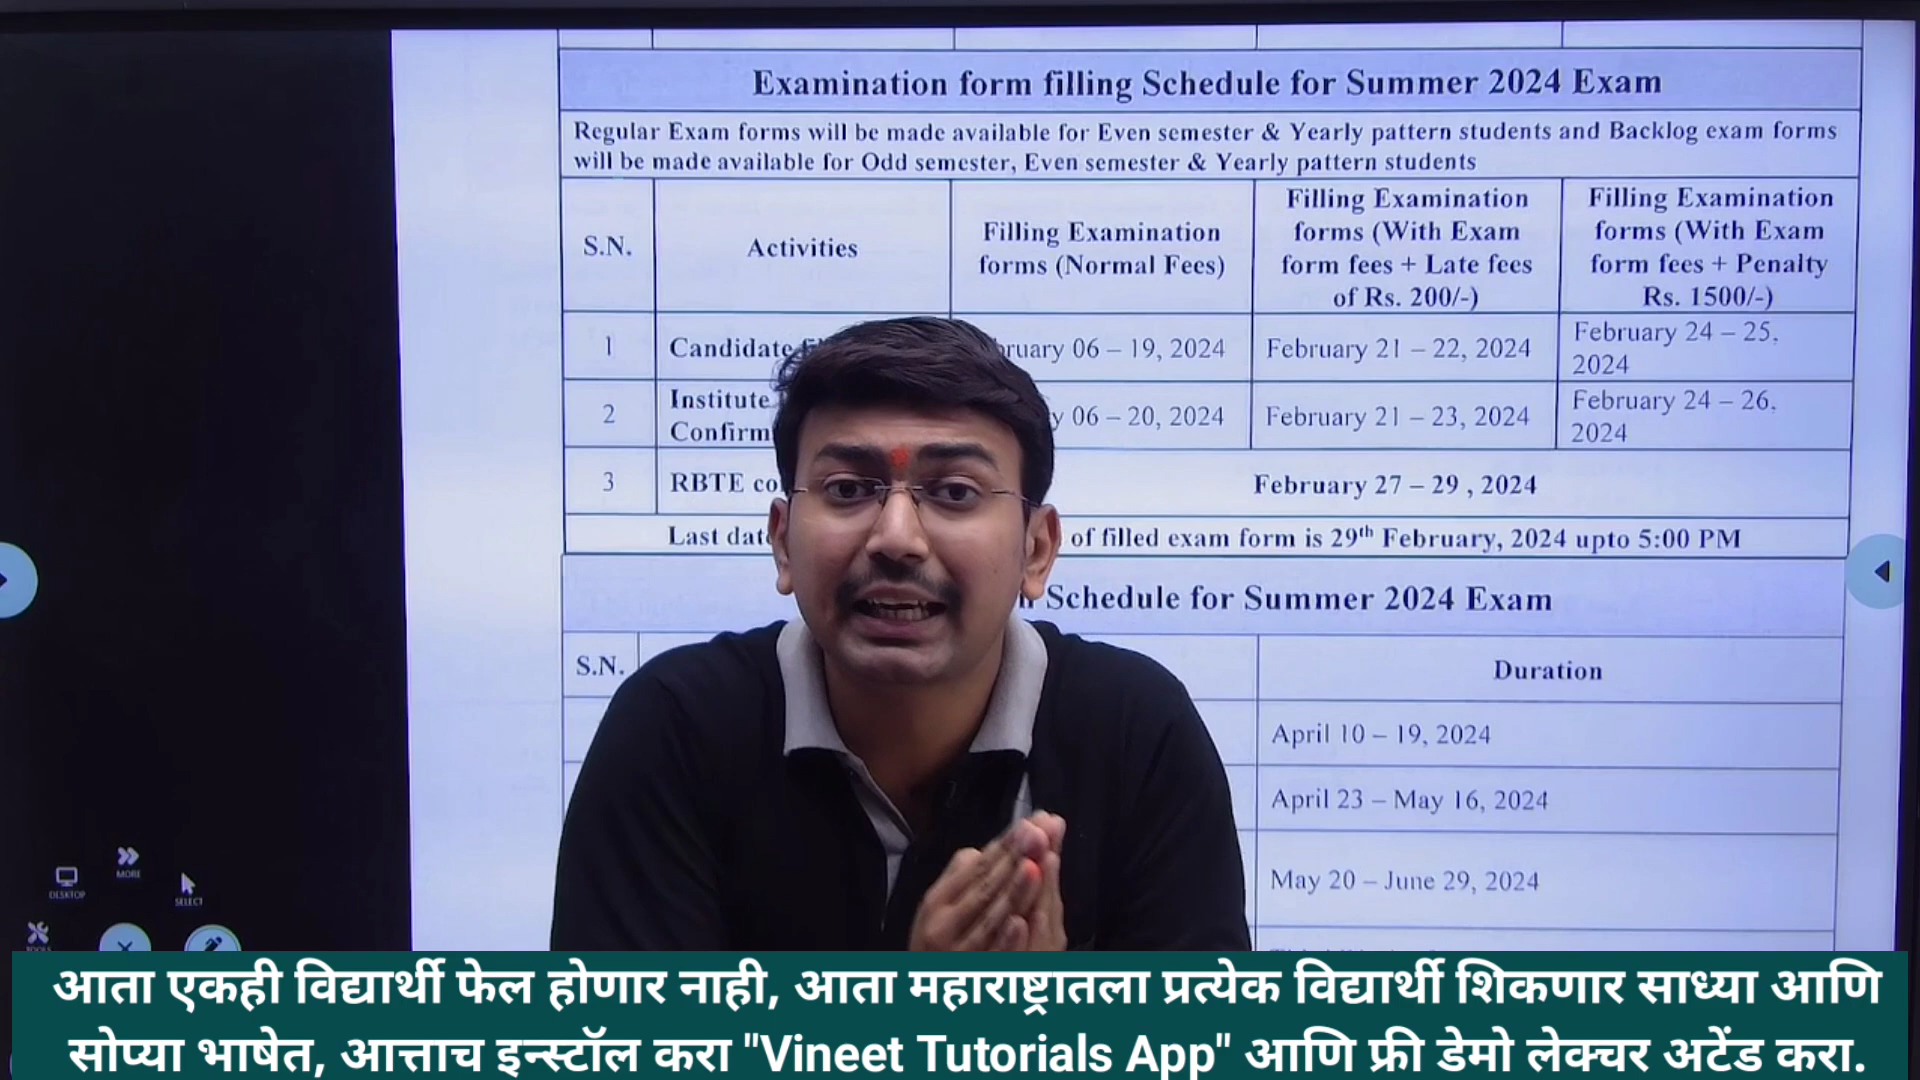 Examination form filling Schedule for Summer 2024 Exam
Regular Exam forms will be made available for Even semester & Yearly pattern students and Backlog exam forms
will be made available for Odd semester, Even semester & Yearly pattern students
S.N.
Activities
Filling Examination
forms (Normal Fees)
Filling Examination
forms (With Exam
form fees + Late fees
of Rs. 200/-)
Filling Examination
forms (With Exam
form fees + Penalty
Rs. 1500/-)
1
Candidate
06 – 19, 2024
February 21 – 22, 2024
February 24 – 25,
2024
2
Institute
06 – 20, 2024
February 21 – 23, 2024
February 24 – 26,
2024
3
RBTE
February 27 – 29 , 2024
Last
of filled exam form is 29th February, 2024 upto 5:00 PM
Schedule for Summer 2024 Exam
S.N.
Duration
April 10 – 19, 2024
April 23 – May 16, 2024
May 20 – June 29, 2024
MORE
DESKTOP
SELECT
आता एकही विद्यार्थी फेल होणार नाही, आता महाराष्ट्रातला प्रत्येक विद्यार्थी शिकणार साध्या आणि
सोप्या भाषेत, आत्ताच इन्स्टॉल करा "Vineet Tutorials App" आणि फ्री डेमो लेक्चर अटेंड करा.